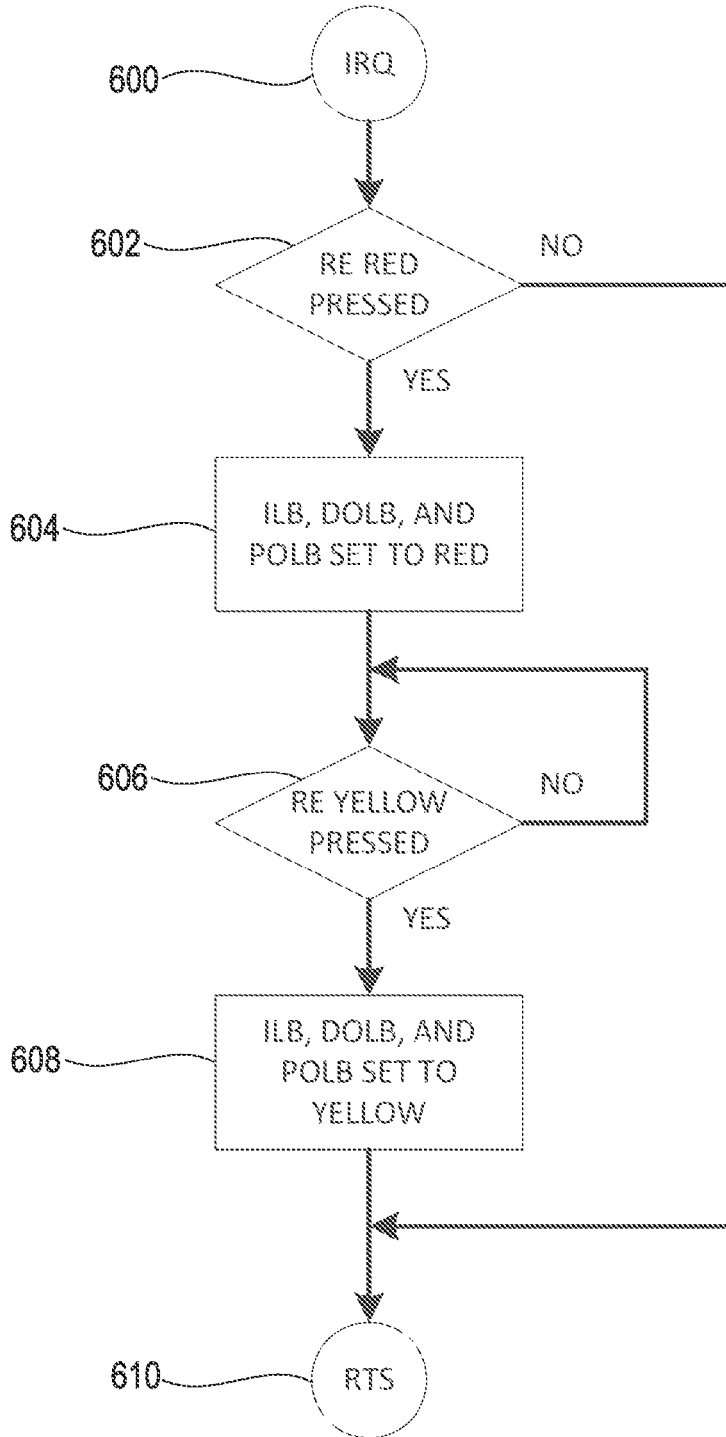 600
IRQ
602
RE RED
PRESSED
NO
YES
604
ILB, DOLB, AND
POLB SET TO RED
606
RE YELLOW
PRESSED
NO
YES
608
ILB, DOLB, AND
POLB SET TO
YELLOW
610
RTS